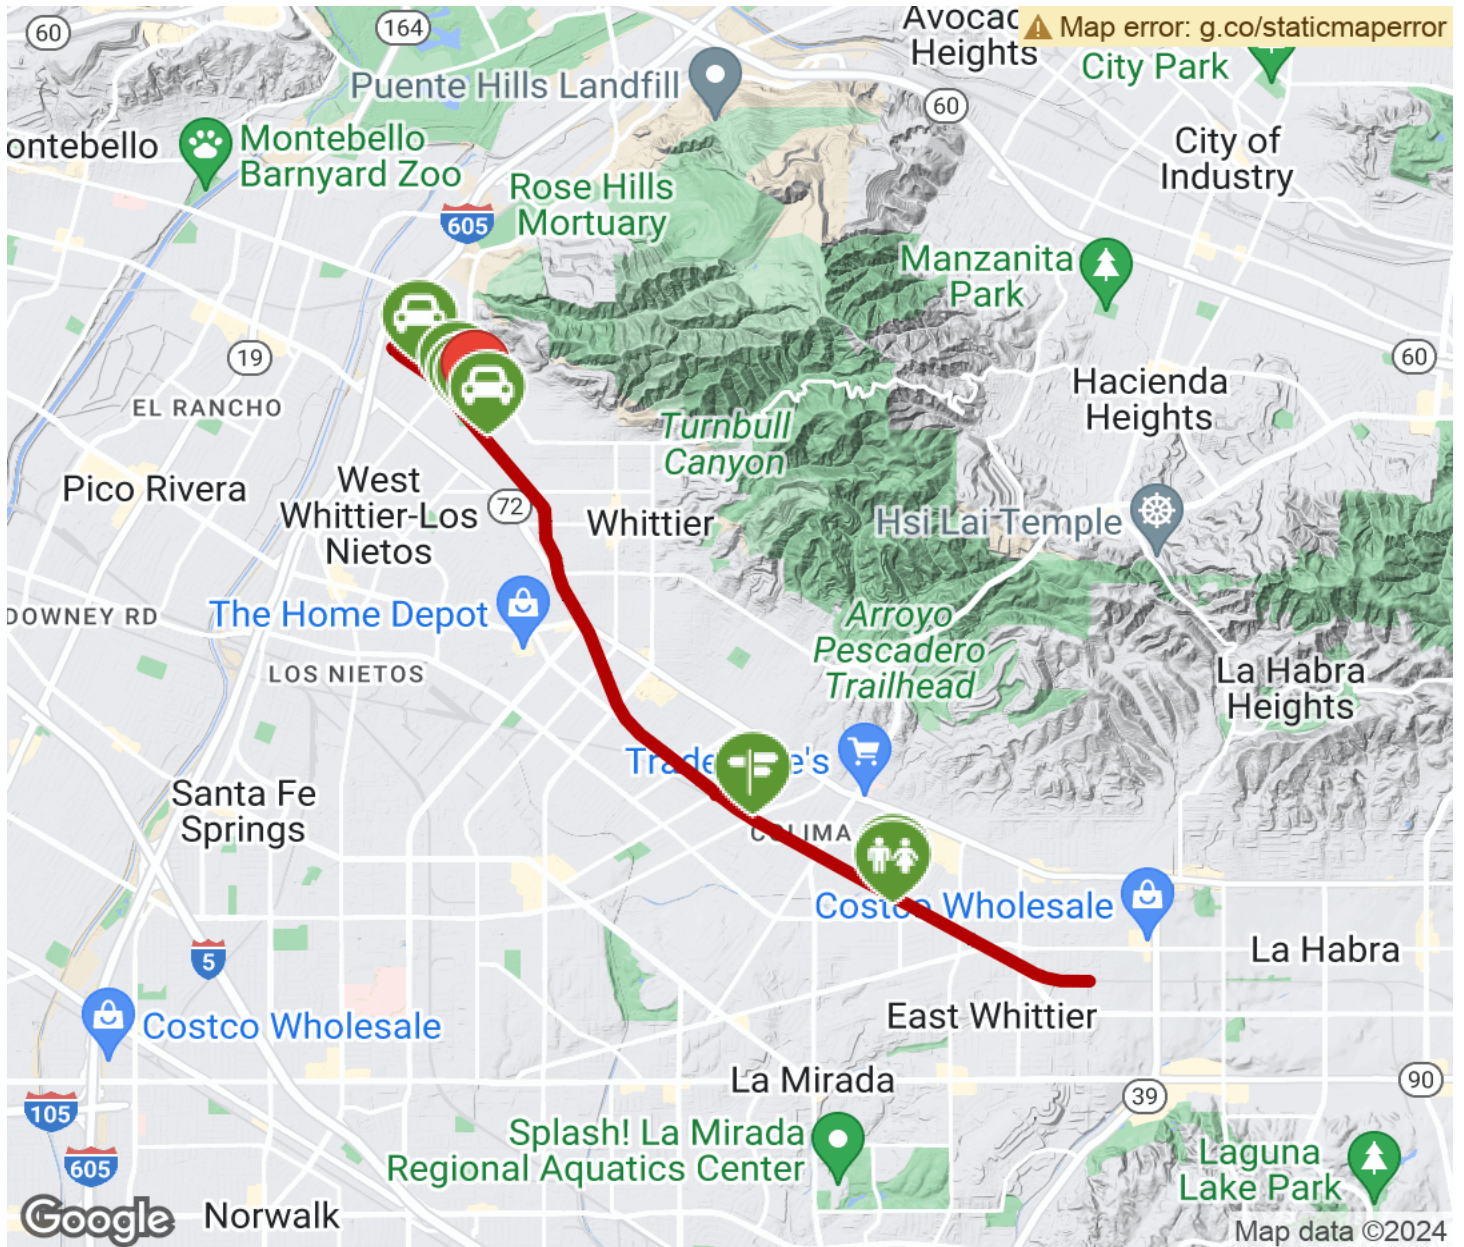 60
164
Avocad
Heights
Map error: g.co/staticmaperror
City Park
Puente Hills Landfill
60
ontebello
Montebello
Barnyard Zoo
City of
Industry
Rose Hills
Mortuary
605
Manzanita
Park
19
60
EL RANCHO
Hacienda
Heights
Turnbull
Canyon
Pico Rivera
West
Whittier-Los
Nietos
72
Whittier
Hsi Lai Temple
DOWNEY RD
The Home Depot
Arroyo
Pescadero
Trailhead
LOS NIETOS
La Habra
Heights
Trade
e's
Santa Fe
Springs
COLIMA
Costco Wholesale
5
La Habra
Costco Wholesale
East Whittier
La Mirada
90
39
105
Splash! La Mirada
Regional Aquatics Center
605
Laguna
Lake Park
Google
Norwalk
Map data ©2024